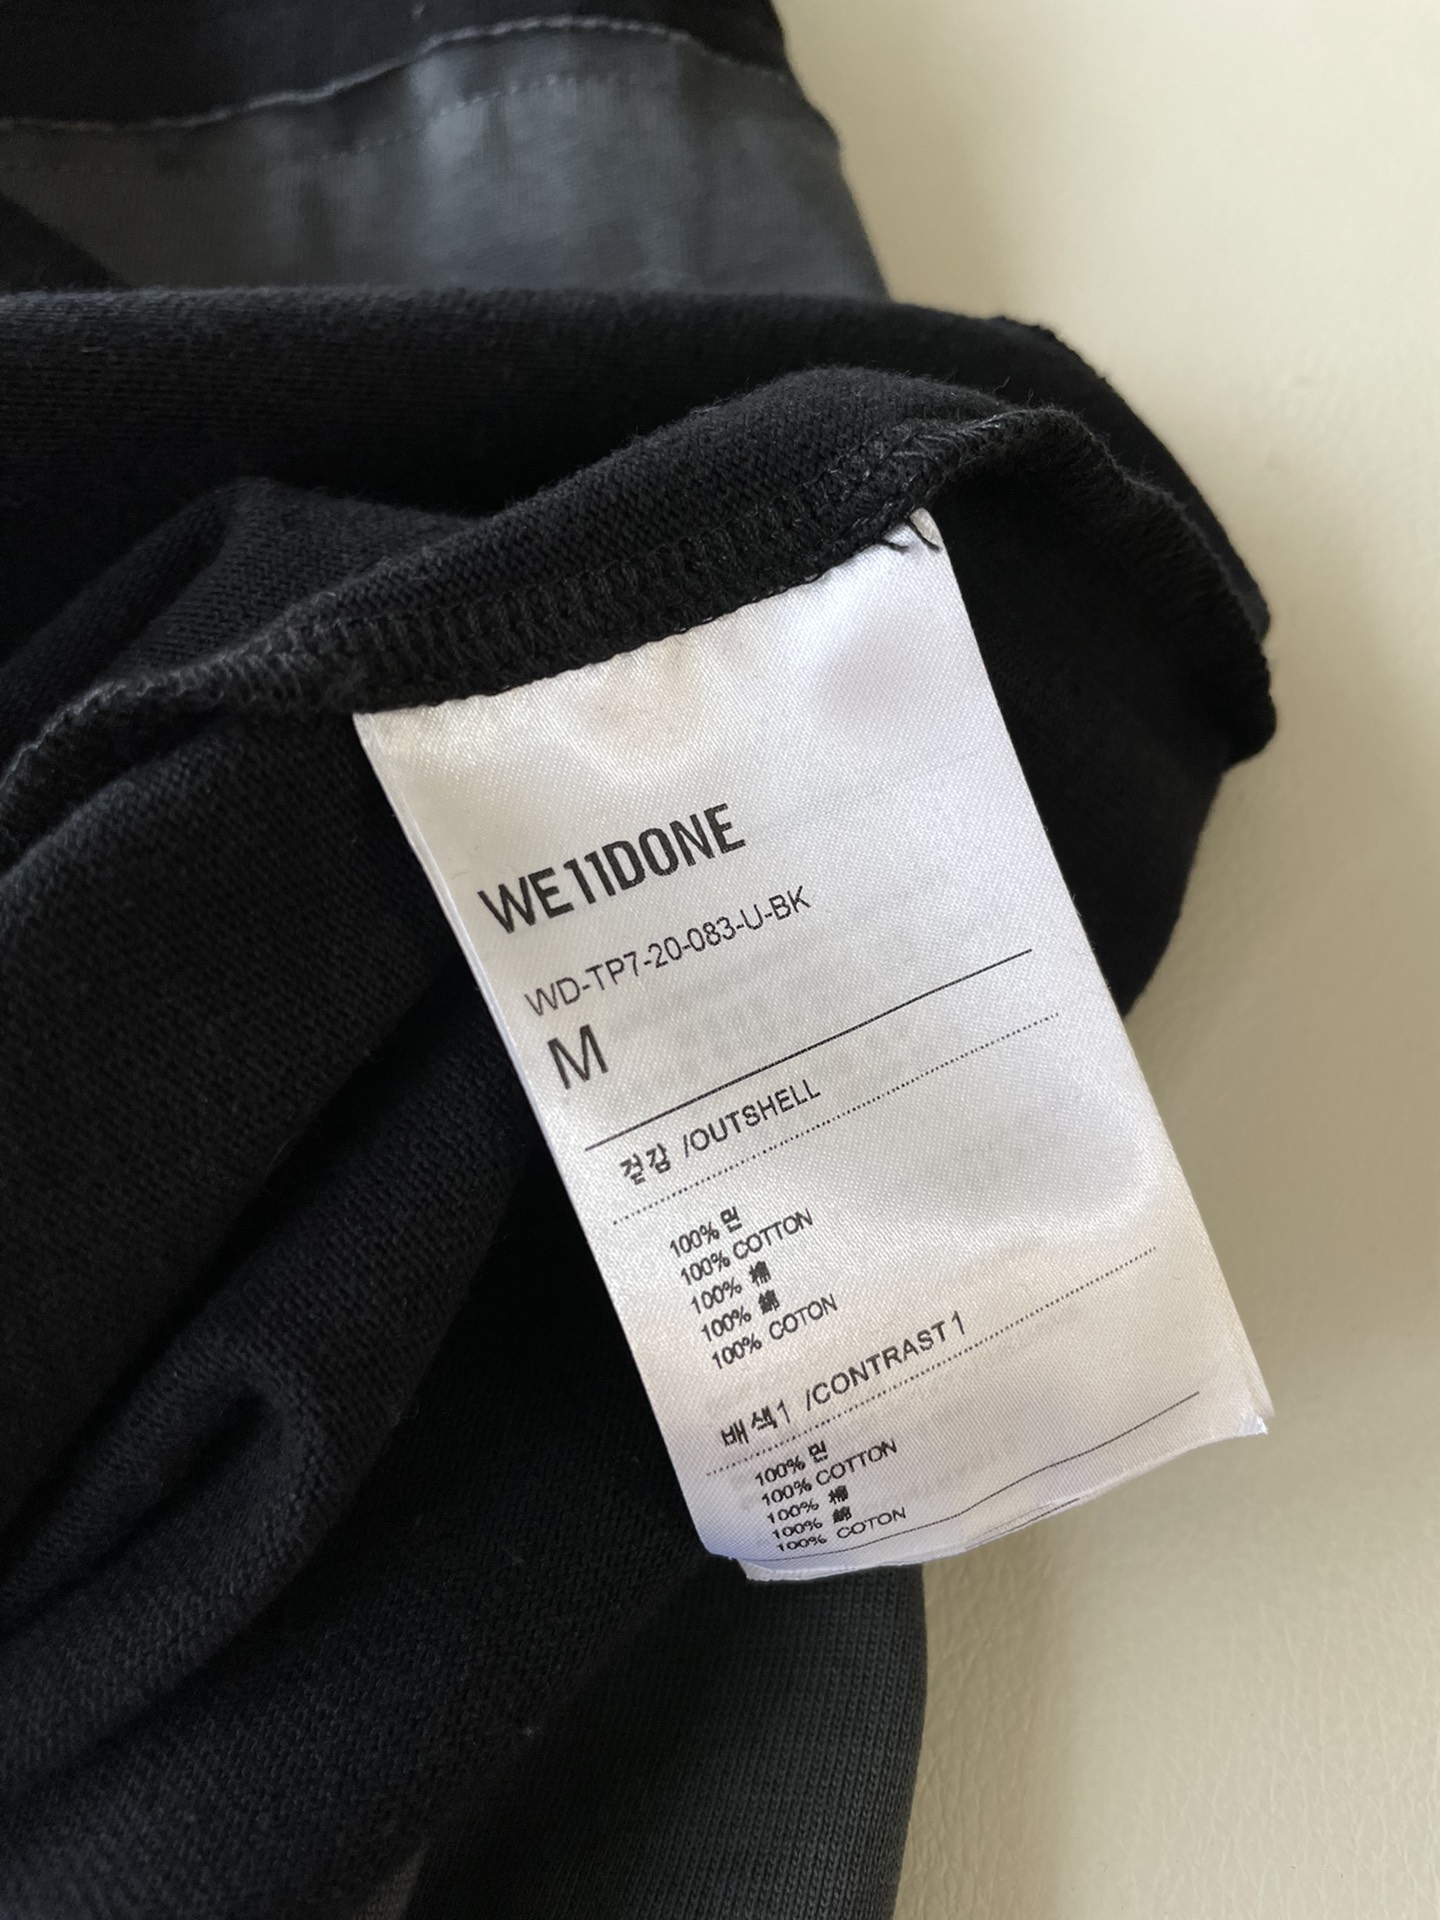 WE11DONE
WD-TP7-20-083-U-BK
M
겉감 /OUTSHELL
100% 면
100% COTTON
100% 棉
100% 綿
100% COTON
배색1 /CONTRAST 1
100% 면
100% COTTON
100% 棉
100% 綿
100% COTON